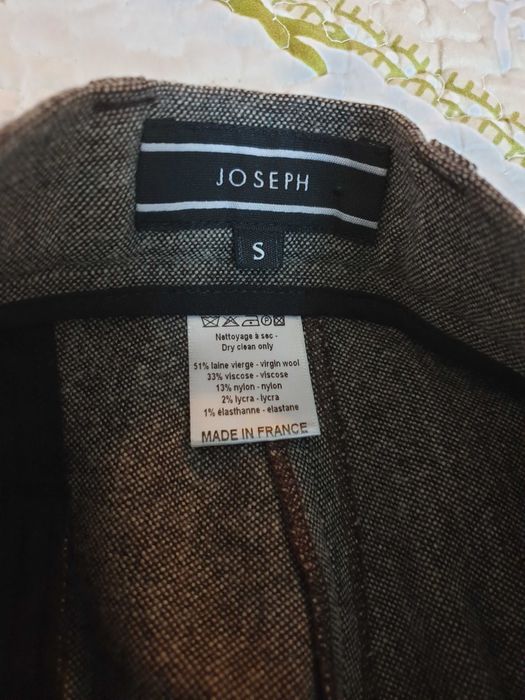 JOSEPH
S
Nettoyage à sec -
Dry clean only
51% laine vierge - virgin wool
33% viscose - viscose
13% nylon - nylon
2% lycra - lycra
1% élasthanne - elastane
MADE IN FRANCE